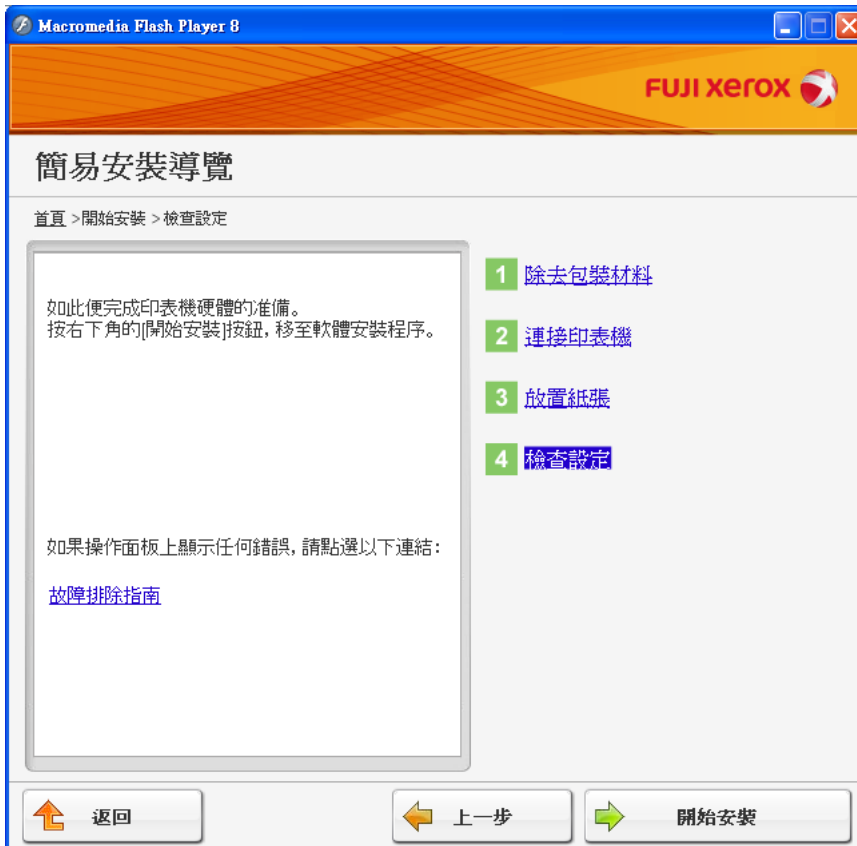 Macromedia Flash Player 8
FUJI xerox
簡易安裝導覽
首頁 >開始安裝 >檢查設定
如此便完成印表機硬體的准備。
按右下角的[開始安裝]按鈕, 移至軟體安裝程序。
如果操作面板上顯示任何錯誤, 請點選以下連結:
故障排除指南
1 除去包裝材料
2 連接印表機
3 放置紙張
4 檢查設定
返回
上一步
開始安裝